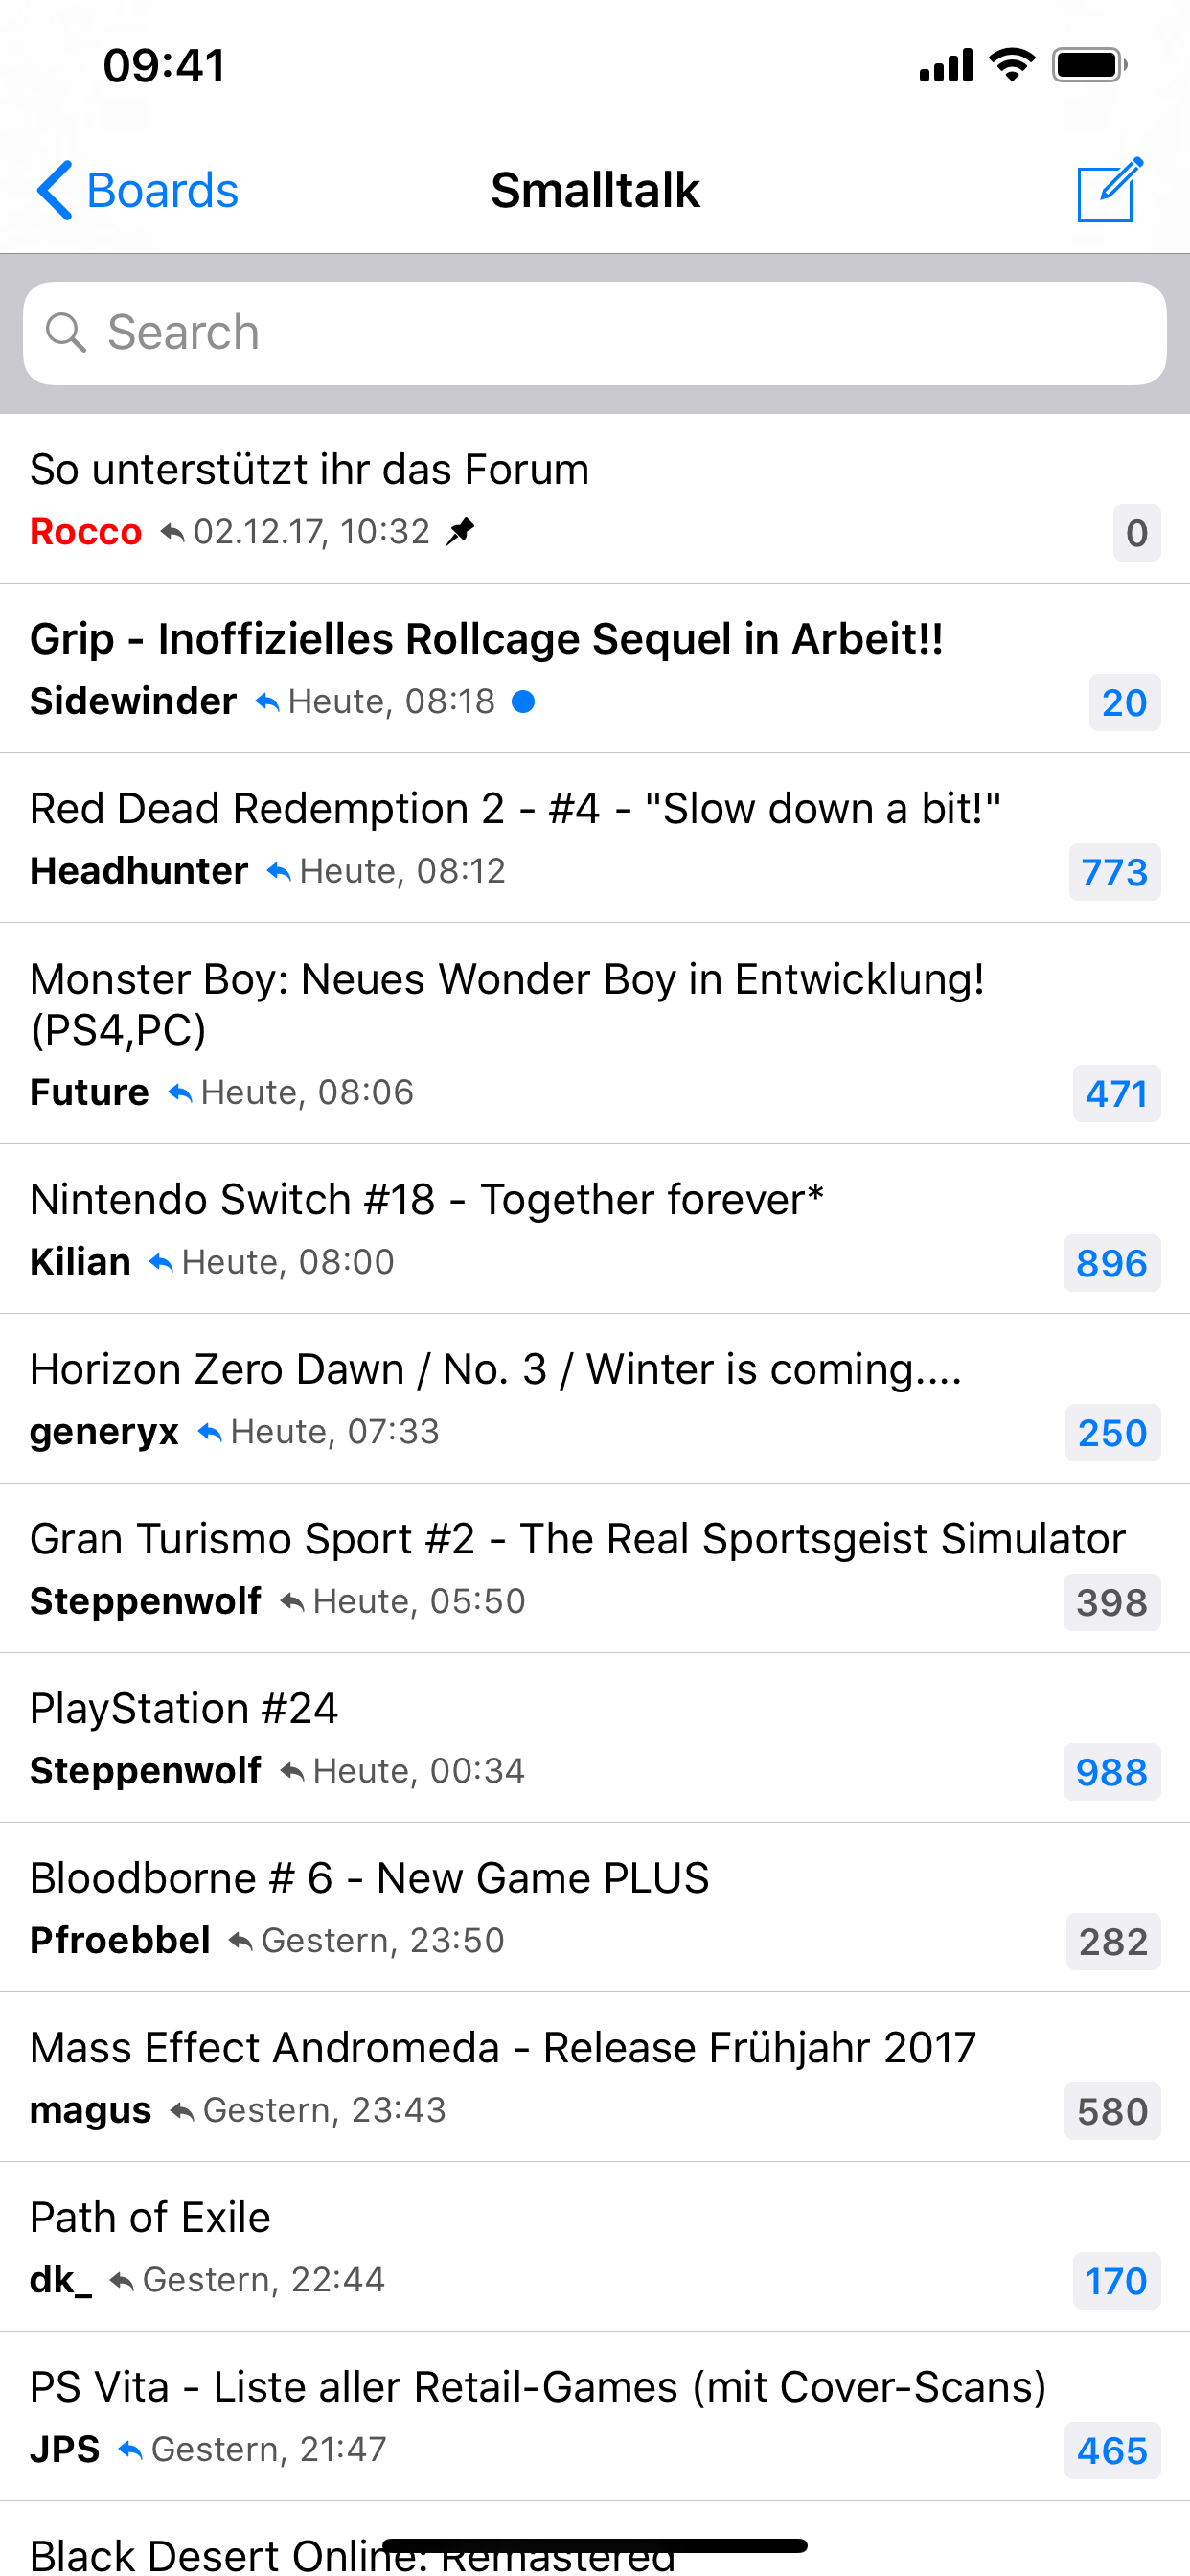 09:41
Boards
Smalltalk
Search
So unterstützt ihr das Forum
Rocco 02.12.17, 10:32
0
Grip - Inoffizielles Rollcage Sequel in Arbeit!!
Sidewinder Heute, 08:18
20
Red Dead Redemption 2 - #4 - "Slow down a bit!"
Headhunter Heute, 08:12
773
Monster Boy: Neues Wonder Boy in Entwicklung!
(PS4,PC)
Future Heute, 08:06
471
Nintendo Switch #18 - Together forever*
Kilian Heute, 08:00
896
Horizon Zero Dawn / No. 3 / Winter is coming....
generyx Heute, 07:33
250
Gran Turismo Sport #2 - The Real Sportsgeist Simulator
Steppenwolf Heute, 05:50
398
PlayStation #24
Steppenwolf Heute, 00:34
988
Bloodborne # 6 - New Game PLUS
Pfroebbel Gestern, 23:50
282
Mass Effect Andromeda - Release Frühjahr 2017
magus Gestern, 23:43
580
Path of Exile
dk_ Gestern, 22:44
170
PS Vita - Liste aller Retail-Games (mit Cover-Scans)
JPS Gestern, 21:47
465
Black Desert Online: Remastered